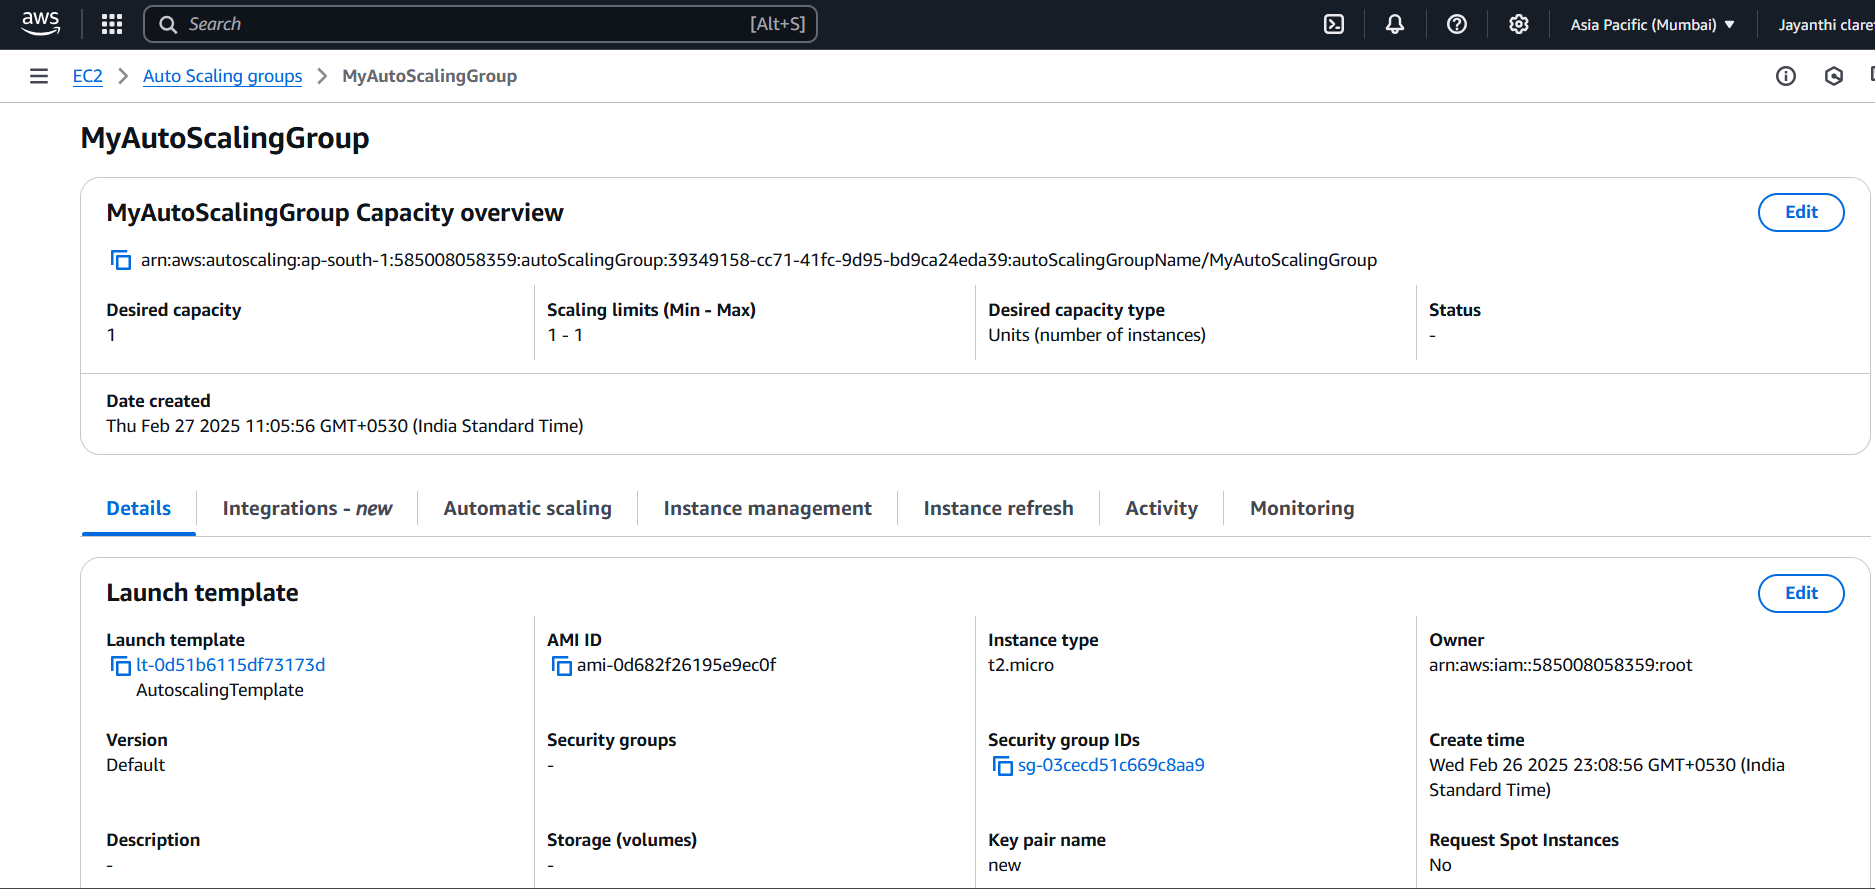 aws
Search [Alt+S]
Asia Pacific (Mumbai)
Jayanthi clare
EC2 > Auto Scaling groups > MyAutoScalingGroup
MyAutoScalingGroup
MyAutoScalingGroup Capacity overview
Edit
arn:aws:autoscaling:ap-south-1:585008058359:autoScalingGroup:39349158-cc71-41fc-9d95-bd9ca24eda39:autoScalingGroupName/MyAutoScalingGroup
Desired capacity
1
Scaling limits (Min - Max)
1 - 1
Desired capacity type
Units (number of instances)
Status
-
Date created
Thu Feb 27 2025 11:05:56 GMT+0530 (India Standard Time)
Details
Integrations - new
Automatic scaling
Instance management
Instance refresh
Activity
Monitoring
Launch template
Edit
Launch template
lt-0d51b6115df73173d
AutoscalingTemplate
AMI ID
ami-0d682f26195e9ec0f
Instance type
t2.micro
Owner
arn:aws:iam::585008058359:root
Version
Default
Security groups
-
Security group IDs
sg-03cecd51c669c8aa9
Create time
Wed Feb 26 2025 23:08:56 GMT+0530 (India
Standard Time)
Description
-
Storage (volumes)
-
Key pair name
new
Request Spot Instances
No